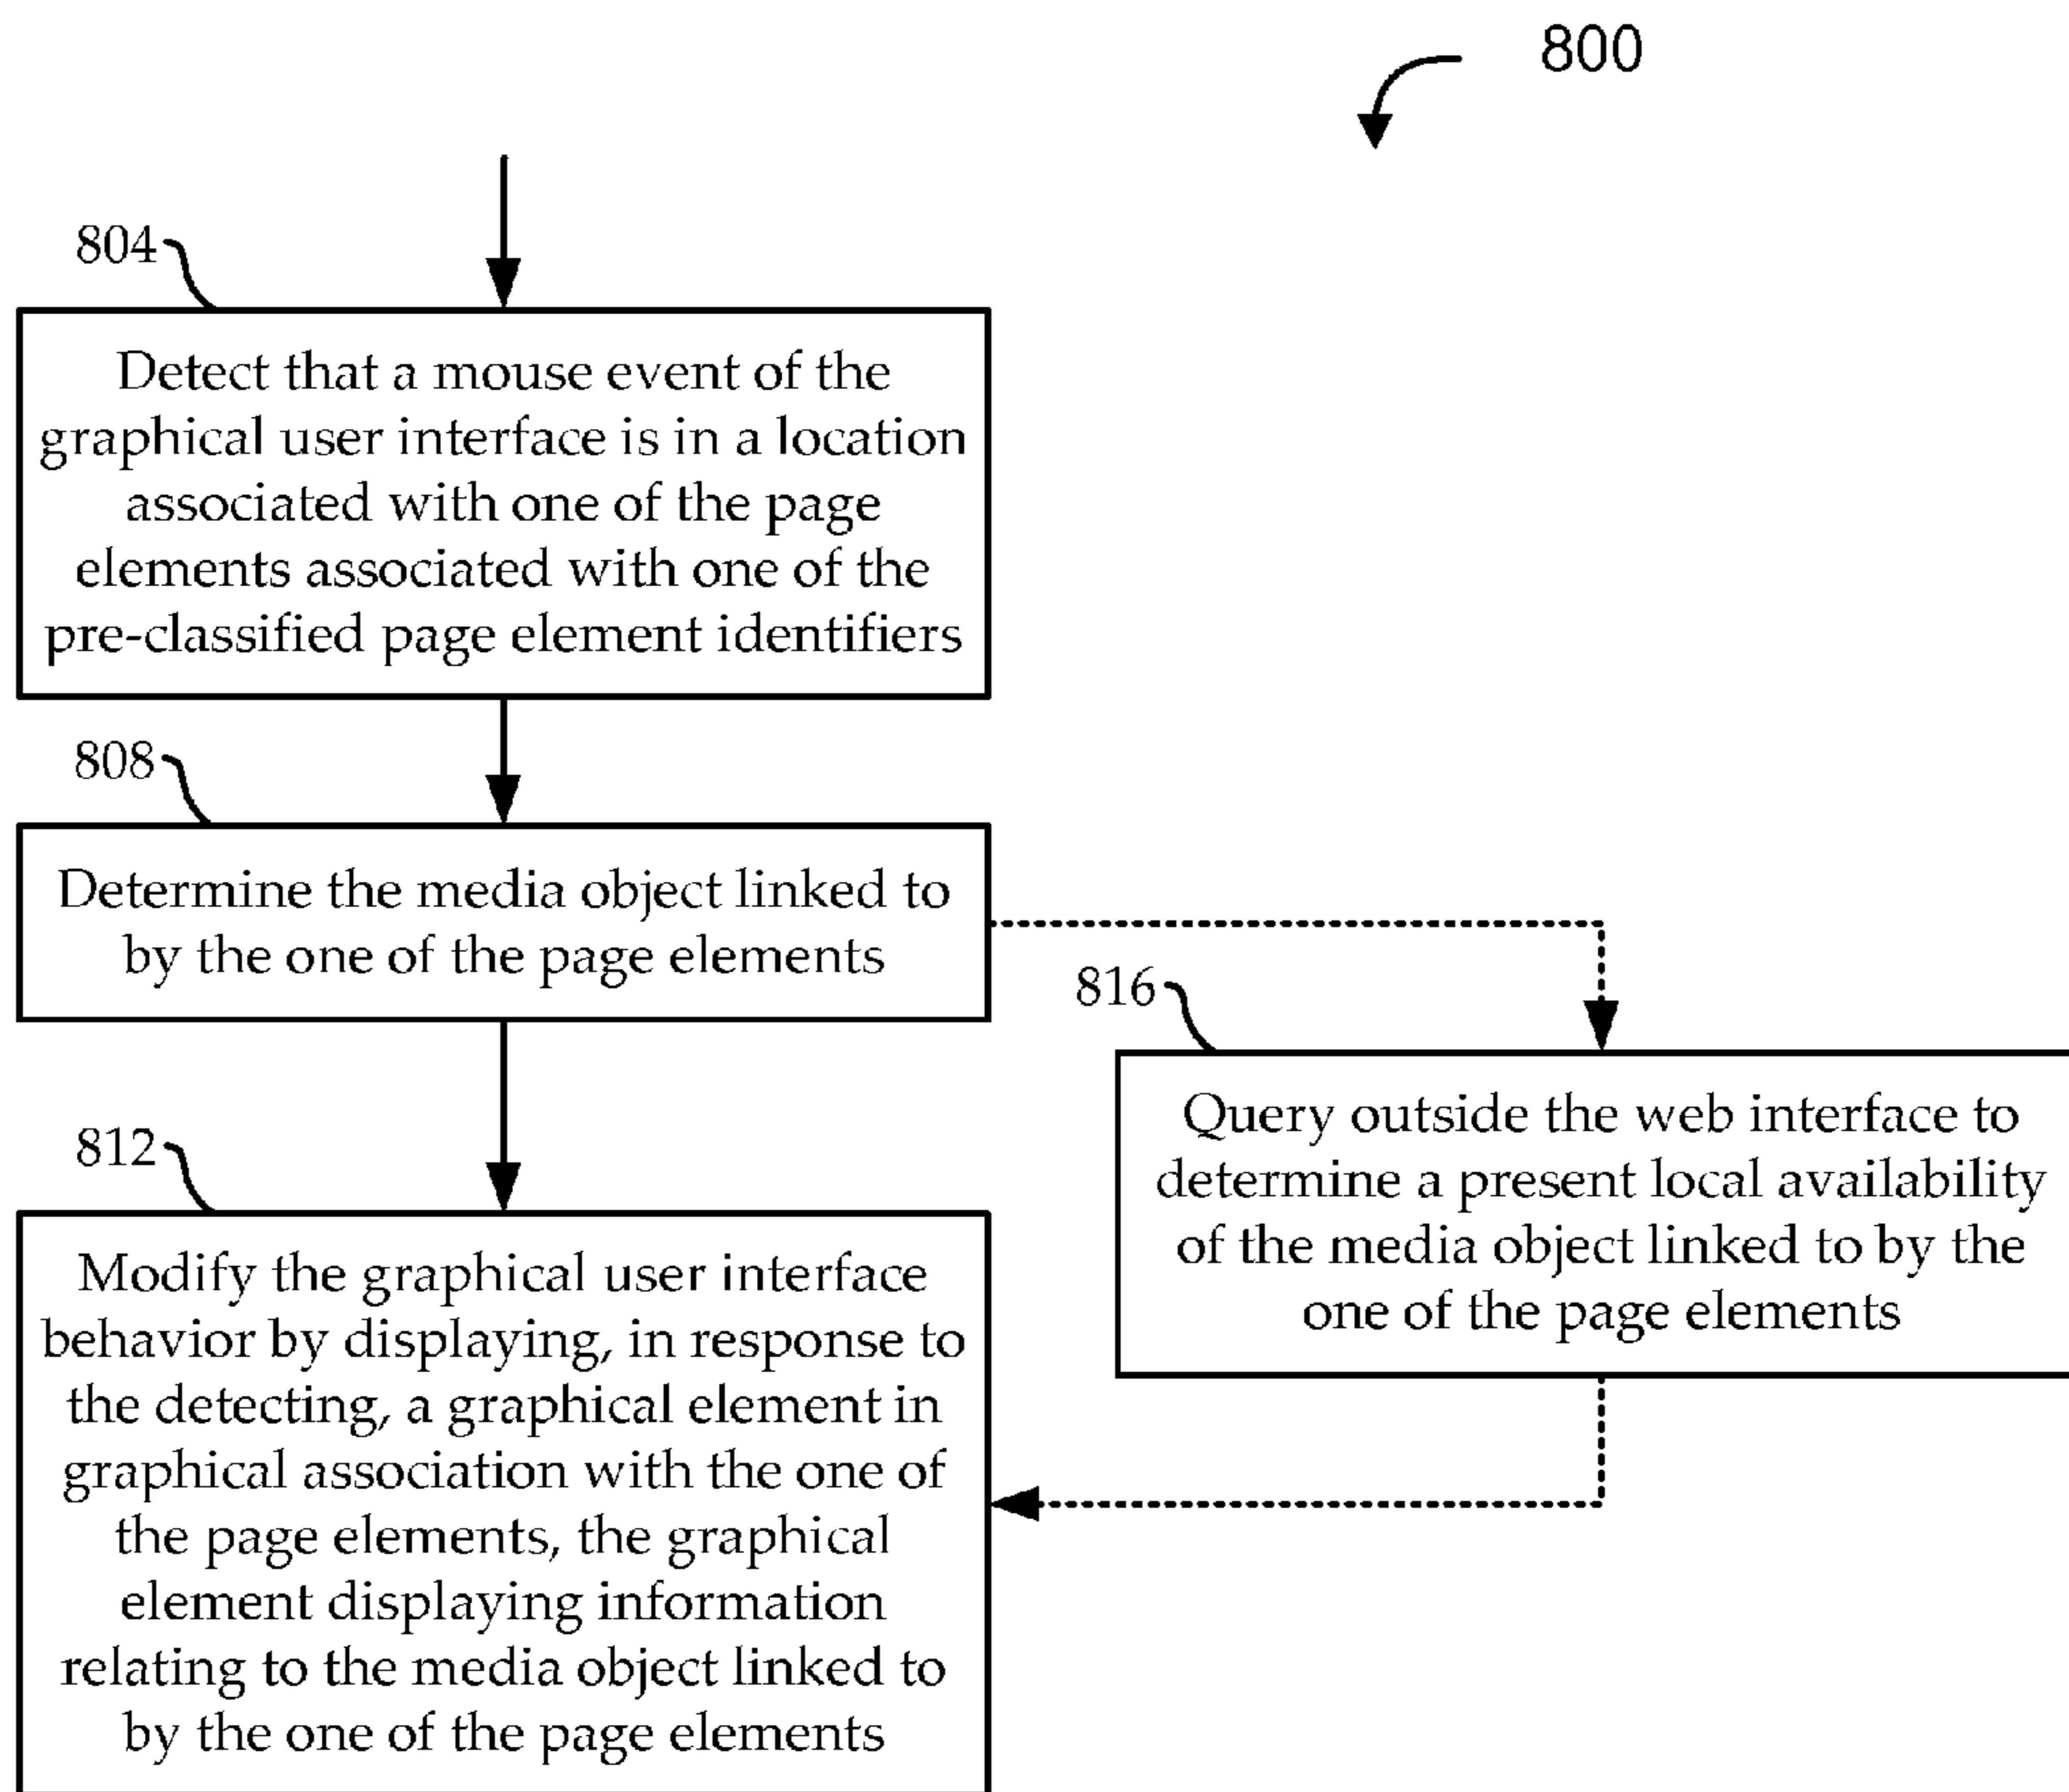 800
804
Detect that a mouse event of the
graphical user interface is in a location
associated with one of the page
elements associated with one of the
pre-classified page element identifiers
808
Determine the media object linked to
by the one of the page elements
816
Query outside the web interface to
determine a present local availability
of the media object linked to by the
one of the page elements
812
Modify the graphical user interface
behavior by displaying, in response to
the detecting, a graphical element in
graphical association with the one of
the page elements, the graphical
element displaying information
relating to the media object linked to
by the one of the page elements